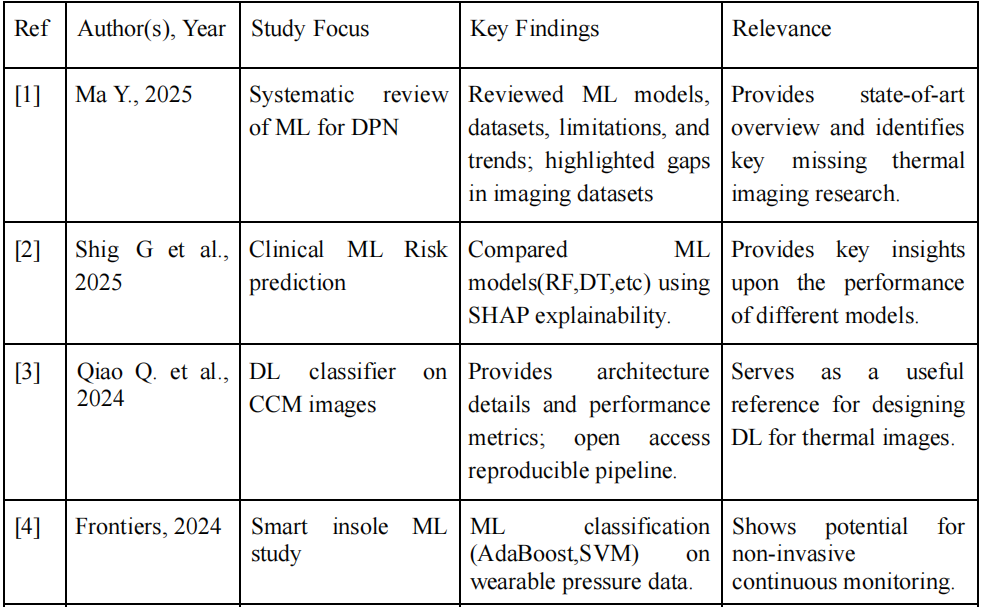 Ref Author(s), Year Study Focus Key Findings Relevance
[1] Ma Y., 2025 Systematic review Reviewed ML models, Provides state-of-art
of ML for DPN datasets, limitations, and overview and identifies
trends; highlighted gaps key missing thermal
in imaging datasets imaging research.
[2] Shig G et al., Clinical ML Risk Compared ML Provides key insights
2025 prediction models(RF,DT,etc) using upon the performance
SHAP explainability. of different models.
[3] Qiao Q. et al., DL classifier on Provides architecture Serves as a useful
2024 CCM images details and performance reference for designing
metrics; open access DL for thermal images.
reproducible pipeline.
[4] Frontiers, 2024 Smart insole ML ML classification Shows potential for
study (AdaBoost,SVM) on non-invasive
wearable pressure data. continuous monitoring.